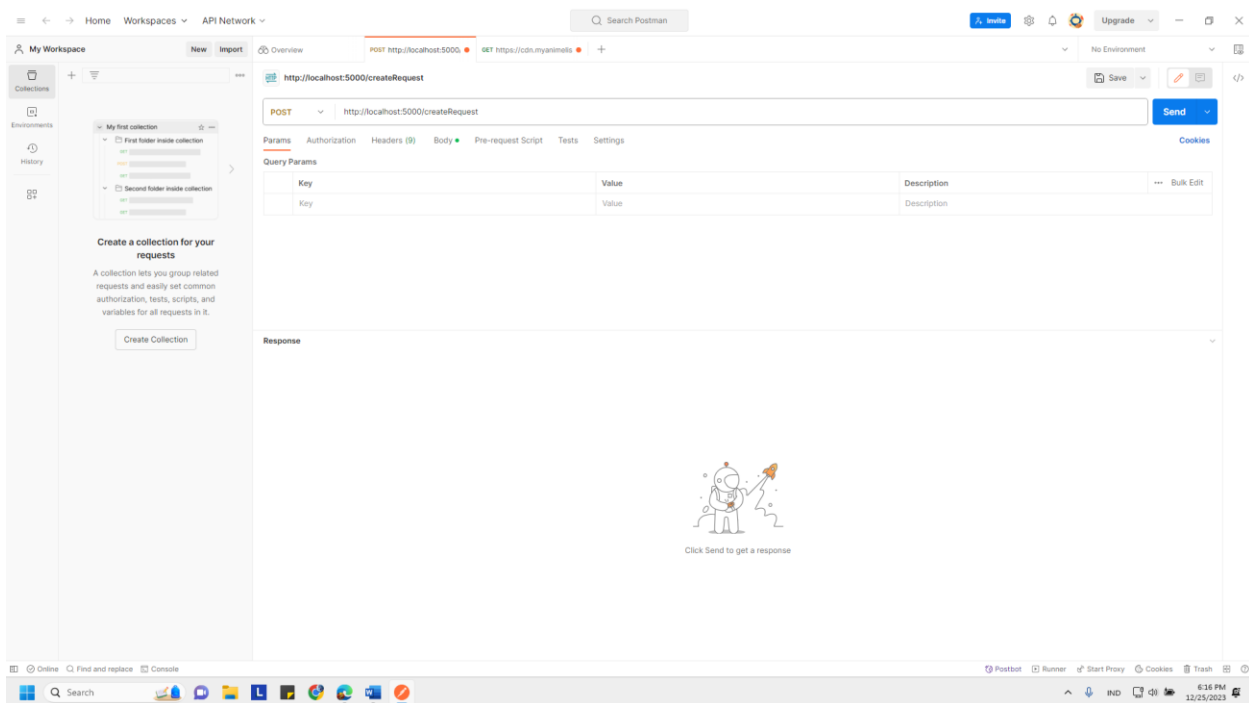 Home Workspaces API Network Search Postman Invite Upgrade
My Workspace New Import Overview POST http://localhost:5000, GET https://cdn.myanimelis No Environment
Collections
Environments
History
My first collection
First folder inside collection
Second folder inside collection
Create a collection for your
requests
A collection lets you group related
requests and easily set common
authorization, tests, scripts, and
variables for all requests in it.
Create Collection
http://localhost:5000/createRequest Save
POST http://localhost:5000/createRequest Send
Params Authorization Headers (9) Body Pre-request Script Tests Settings Cookies
Query Params
Key Value Description Bulk Edit
Key Value Description
Response
Click Send to get a response
Online Find and replace Console Postbot Runner Start Proxy Cookies Trash
Search IND 6:16 PM
12/25/2023